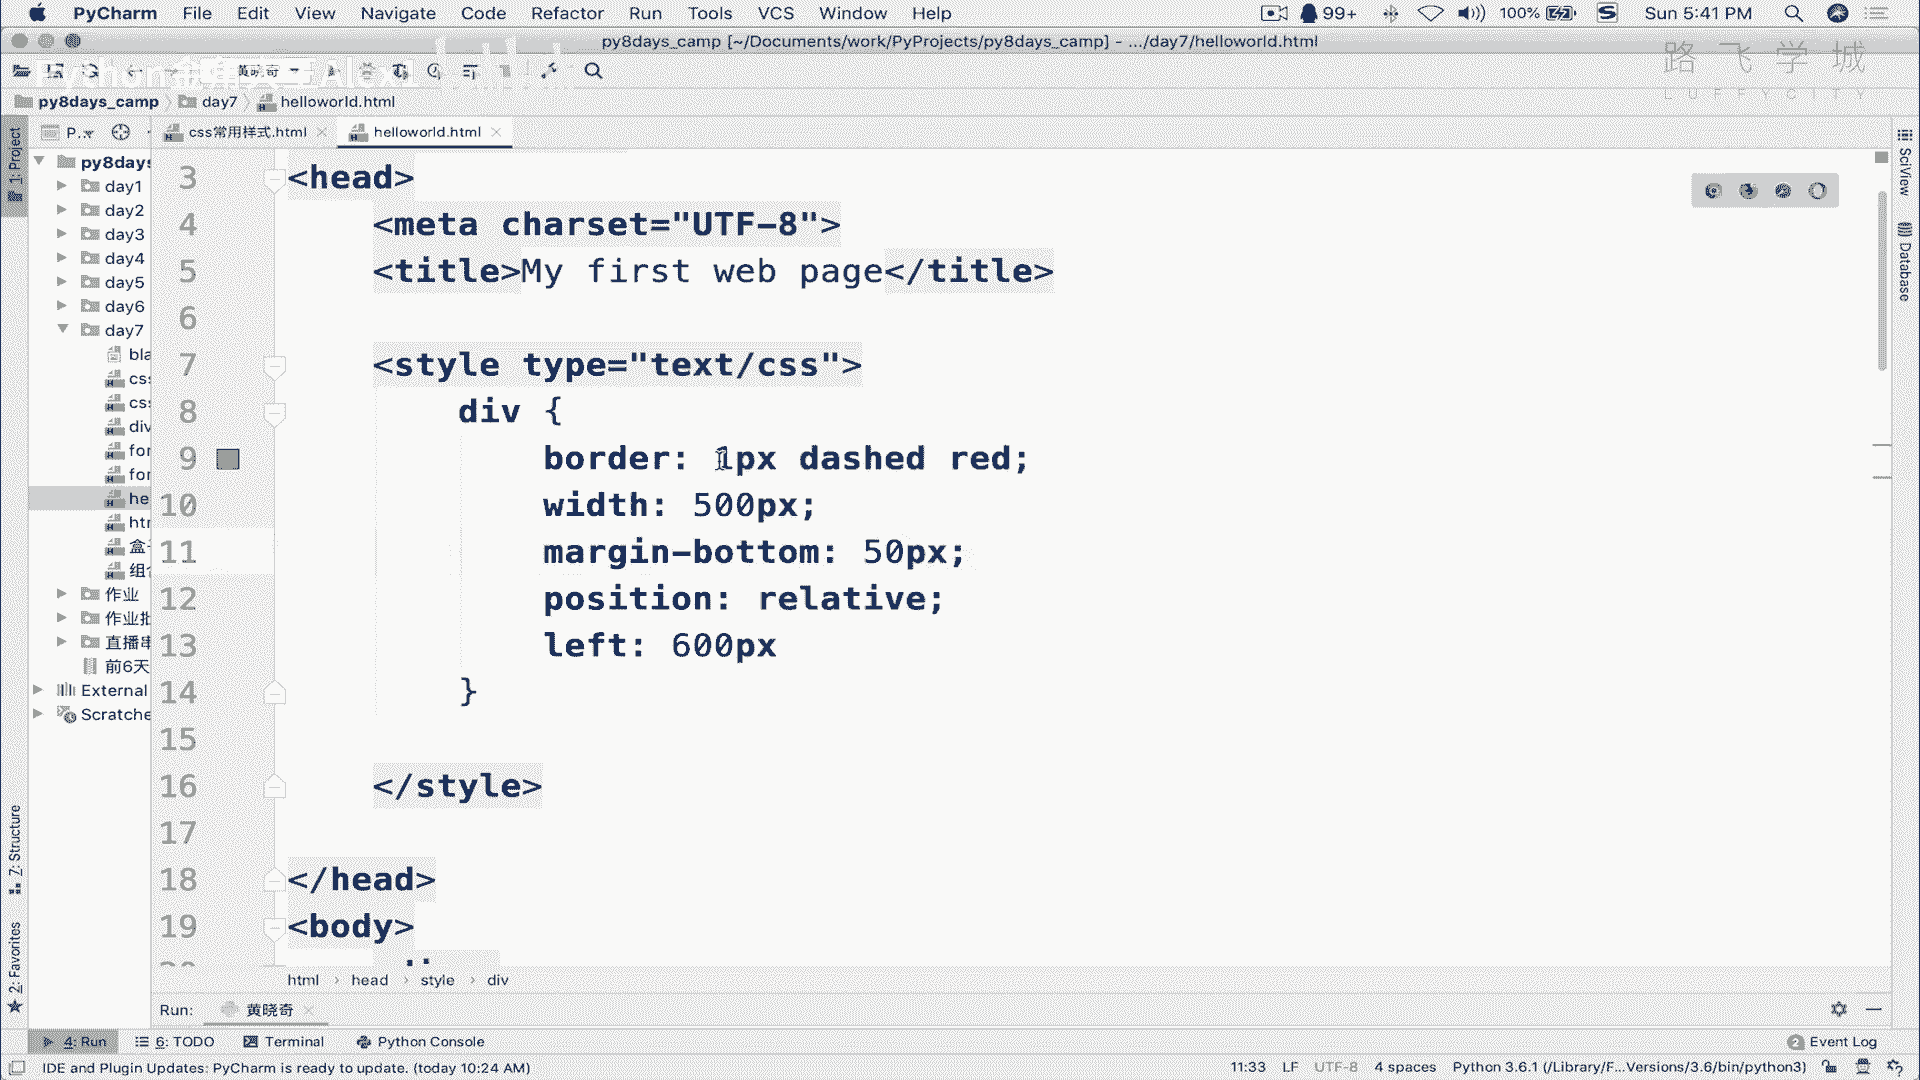 PyCharm File Edit View Navigate Code Refactor Run Tools VCS Window Help 99+ 100% Sun 5:41 PM
py8days_camp [~/Documents/work/PyProjects/py8days_camp] - .../day7/helloworld.html
路飞学城
LUFFYCITY
黄晓奇
py8days_camp day7 helloworld.html
P.. css常用样式.html helloworld.html
1: Project
py8days
day1
day2
day3
day4
day5
day6
day7
bla
cs
cs
div
for
for
he
htr
盒
组
作业
作业批
直播串
前6天
External
Scratche
3 <head>
4 <meta charset="UTF-8">
5 <title>My first web page</title>
6
7 <style type="text/css">
8 div {
9 border: 1px dashed red;
10 width: 500px;
11 margin-bottom: 50px;
12 position: relative;
13 left: 600px
14 }
15
16 </style>
17
18 </head>
19 <body>
SciView
Database
7: Structure
2: Favorites
html › head › style › div
Run: 黄晓奇
4: Run 6: TODO Terminal Python Console 2 Event Log
IDE and Plugin Updates: PyCharm is ready to update. (today 10:24 AM) 11:33 LF UTF-8 4 spaces Python 3.6.1 (/Library/F...Versions/3.6/bin/python3)